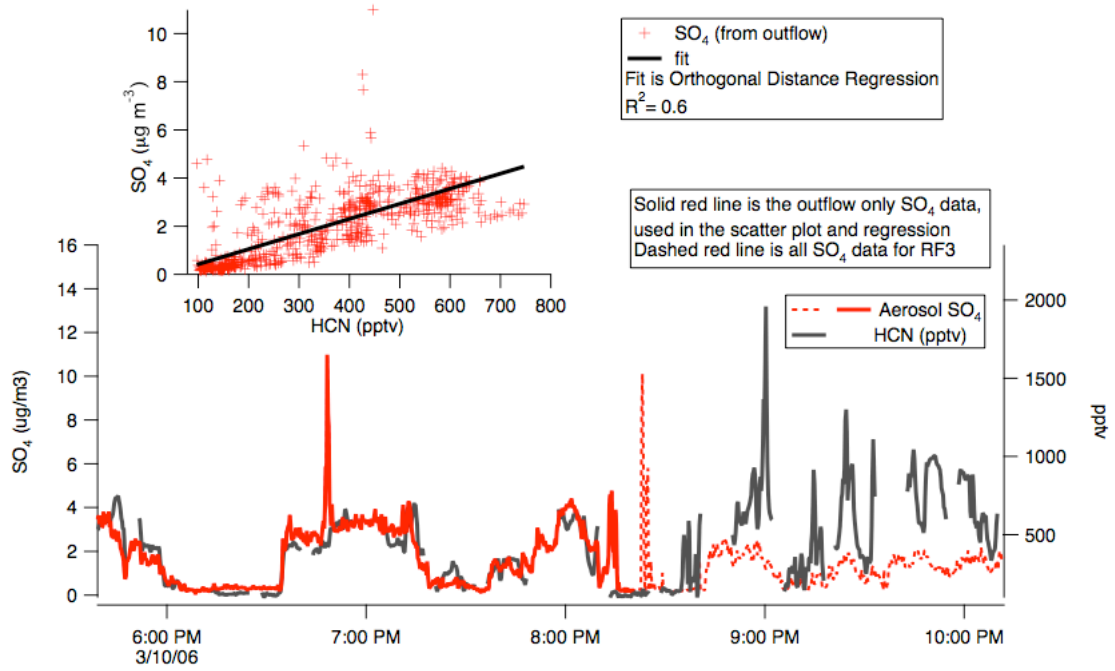 10
8
6
4
2
0
SO4 (µg m-3)
100 200 300 400 500 600 700 800
HCN (pptv)
SO4 (from outflow)
fit
Fit is Orthogonal Distance Regression
R2= 0.6
Solid red line is the outflow only SO4 data,
used in the scatter plot and regression
Dashed red line is all SO4 data for RF3
Aerosol SO4
HCN (pptv)
16
14
12
10
8
6
4
2
0
SO4 (ug/m3)
2000
1500
1000
500
pptv
6:00 PM 7:00 PM 8:00 PM 9:00 PM 10:00 PM
3/10/06